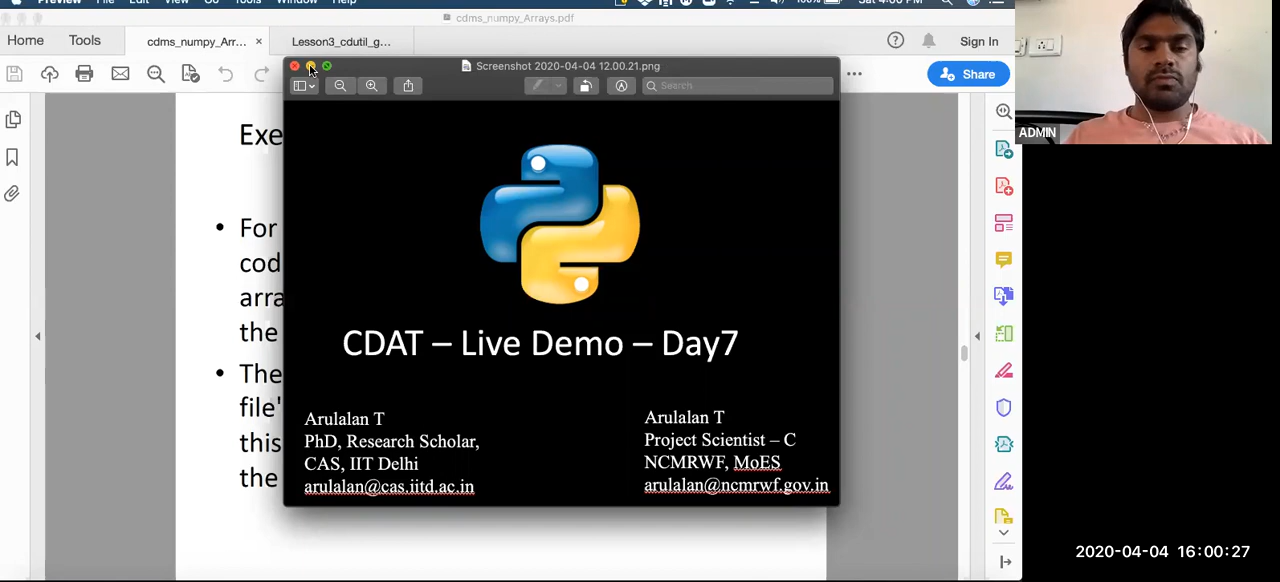 Preview File Edit View Go Tools Window Help
100% Sat 4:00 PM
cdms_numpy_Arrays.pdf
Home Tools cdms_numpy_Arr... × Lesson3_cdutil_g... Sign In
Share
Screenshot 2020-04-04 12.00.21.png
Search
ADMIN
Exe
• For
cod
arra
the
• The
file'
this
the
CDAT – Live Demo – Day7
Arulalan T
PhD, Research Scholar,
CAS, IIT Delhi
arulalan@cas.iitd.ac.in
Arulalan T
Project Scientist – C
NCMRWF, MoES
arulalan@ncmrwf.gov.in
2020-04-04 16:00:27